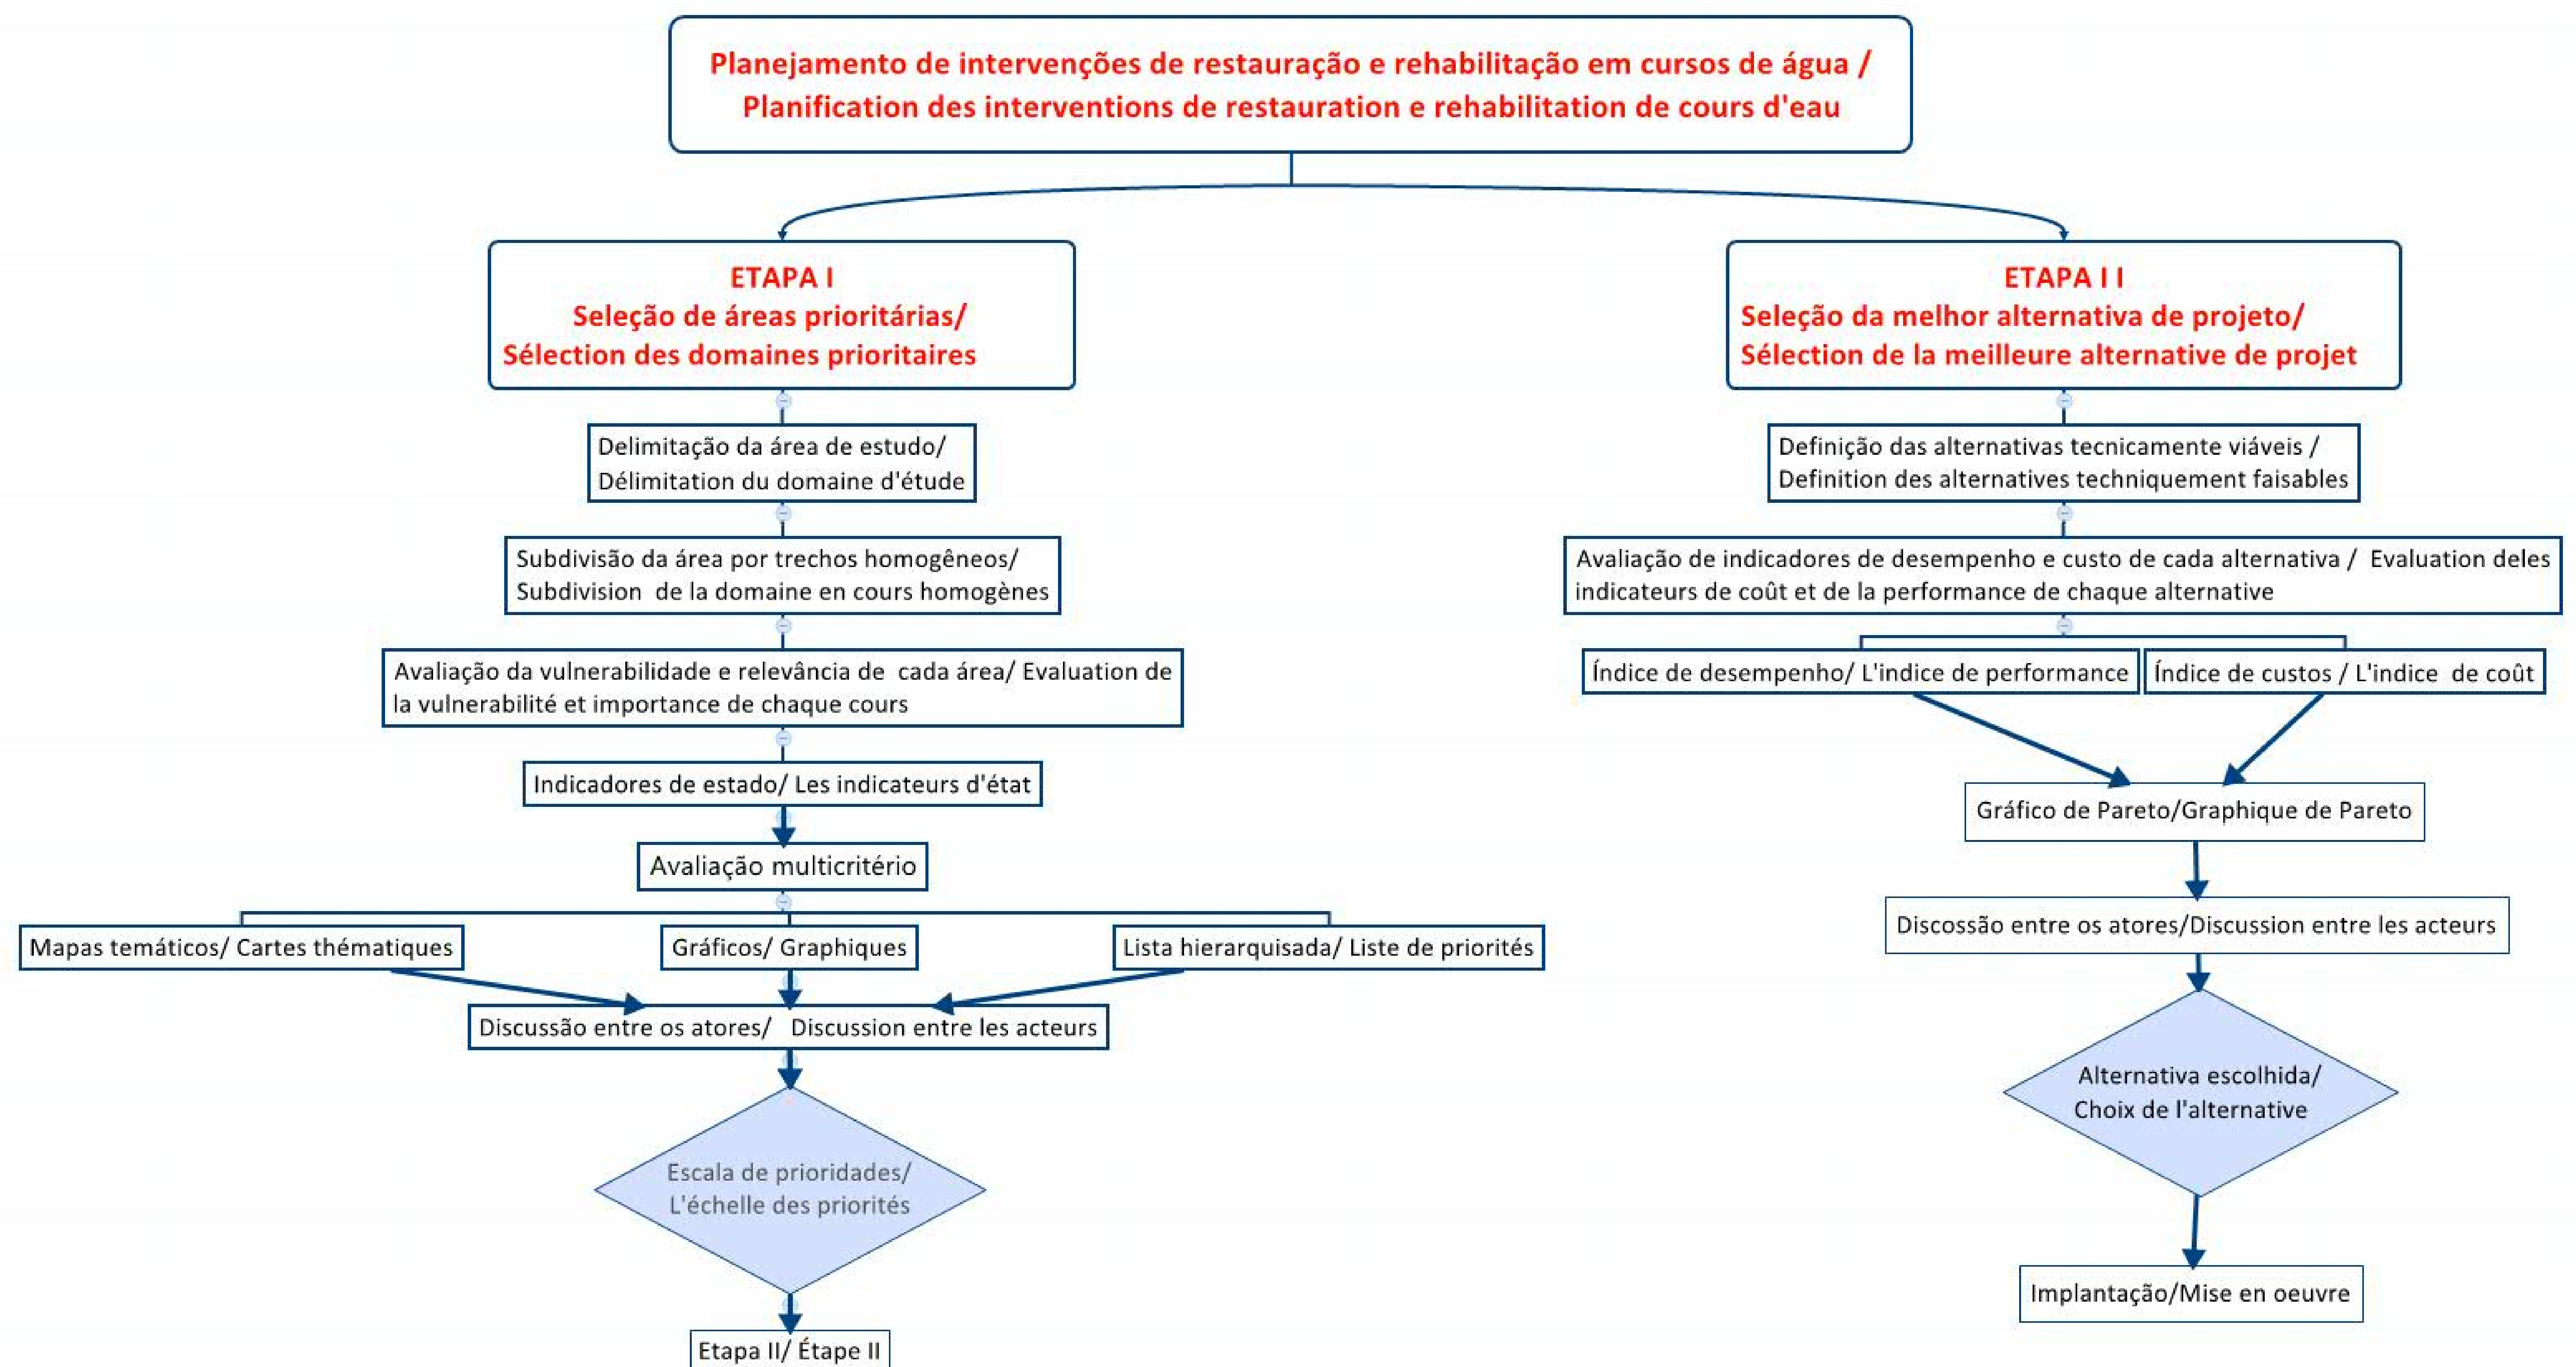 Planejamento de intervenções de restauração e rehabilitação em cursos de água /
Planification des interventions de restauration e rehabilitation de cours d'eau
ETAPA I
Seleção de áreas prioritárias/
Sélection des domaines prioritaires
Delimitação da área de estudo/
Délimitation du domaine d'étude
Subdivisão da área por trechos homogêneos/
Subdivision de la domaine en cours homogènes
Avaliação da vulnerabilidade e relevância de cada área/ Evaluation de
la vulnerabilité et importance de chaque cours
Indicadores de estado/ Les indicateurs d'état
Avaliação multicritério
Mapas temáticos/ Cartes thématiques
Gráficos/ Graphiques
Lista hierarquisada/ Liste de priorités
Discussão entre os atores/ Discussion entre les acteurs
Escala de prioridades/
L'échelle des priorités
Etapa II/ Étape II
ETAPA I I
Seleção da melhor alternativa de projeto/
Sélection de la meilleure alternative de projet
Definição das alternativas tecnicamente viáveis /
Definition des alternatives techniquement faisables
Avaliação de indicadores de desempenho e custo de cada alternativa / Evaluation deles
indicateurs de coût et de la performance de chaque alternative
Índice de desempenho/ L'indice de performance
Índice de custos / L'indice de coût
Gráfico de Pareto/Graphique de Pareto
Discossão entre os atores/Discussion entre les acteurs
Alternativa escolhida/
Choix de l'alternative
Implantação/Mise en oeuvre